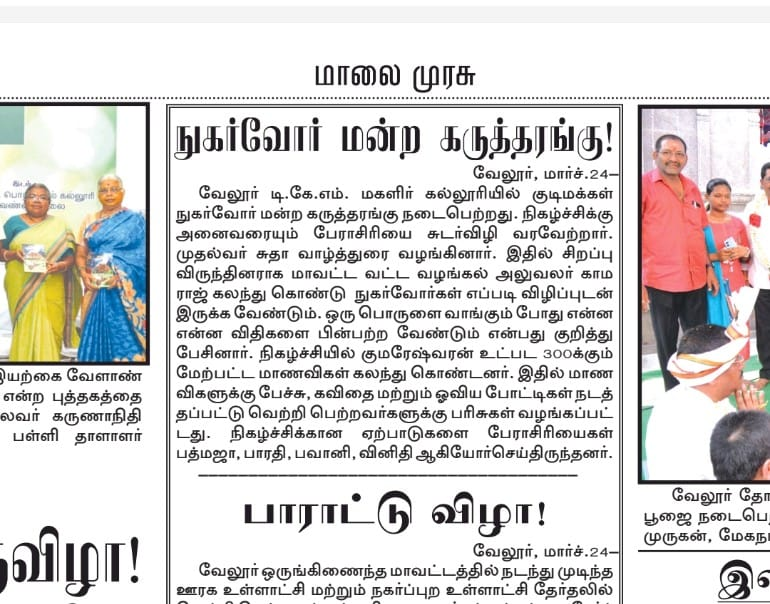 மாலை முரசு
இயற்கை வேளாண்
என்ற புத்தகத்தை
லவர் கருணாநிதி
பள்ளி தாளாளர்
விழா!
நுகர்வோர் மன்ற கருத்தரங்கு!
வேலூர், மார்ச்.24–
வேலூர் டி.கே.எம். மகளிர் கல்லூரியில் குடிமக்கள்
நுகர்வோர் மன்ற கருத்தரங்கு நடைபெற்றது. நிகழ்ச்சிக்கு
அனைவரையும் பேராசிரியை சுடர்விழி வரவேற்றார்.
முதல்வர் சுதா வாழ்த்துரை வழங்கினார். இதில் சிறப்பு
விருந்தினராக மாவட்ட வட்ட வழங்கல் அலுவலர் காம
ராஜ் கலந்து கொண்டு நுகர்வோர்கள் எப்படி விழிப்புடன்
இருக்க வேண்டும். ஒரு பொருளை வாங்கும் போது என்ன
என்ன விதிகளை பின்பற்ற வேண்டும் என்பது குறித்து
பேசினார். நிகழ்ச்சியில் குமரேஷ்வரன் உட்பட 300க்கும்
மேற்பட்ட மாணவிகள் கலந்து கொண்டனர். இதில் மாண
விகளுக்கு பேச்சு, கவிதை மற்றும் ஓவிய போட்டிகள் நடத்
தப்பட்டு வெற்றி பெற்றவர்களுக்கு பரிசுகள் வழங்கப்பட்
டது. நிகழ்ச்சிக்கான ஏற்பாடுகளை பேராசிரியைகள்
பத்மஜா, பாரதி, பவானி, வினிதி ஆகியோர்செய்திருந்தனர்.
பாராட்டு விழா!
வேலூர், மார்ச்.24–
வேலூர் ஒருங்கிணைந்த மாவட்டத்தில் நடந்து முடிந்த
ஊரக உள்ளாட்சி மற்றும் நகர்ப்புற உள்ளாட்சி தேர்தலில்
வேலூர் தோ
பூஜை நடைபெ
முருகன், மேகநா